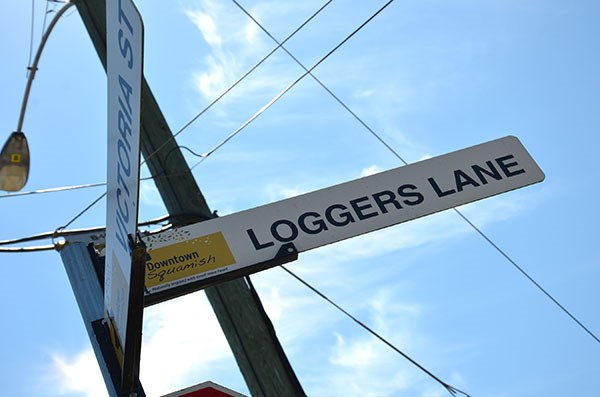 VICTORIA ST
LOGGERS LANE
Downtown
Squamish